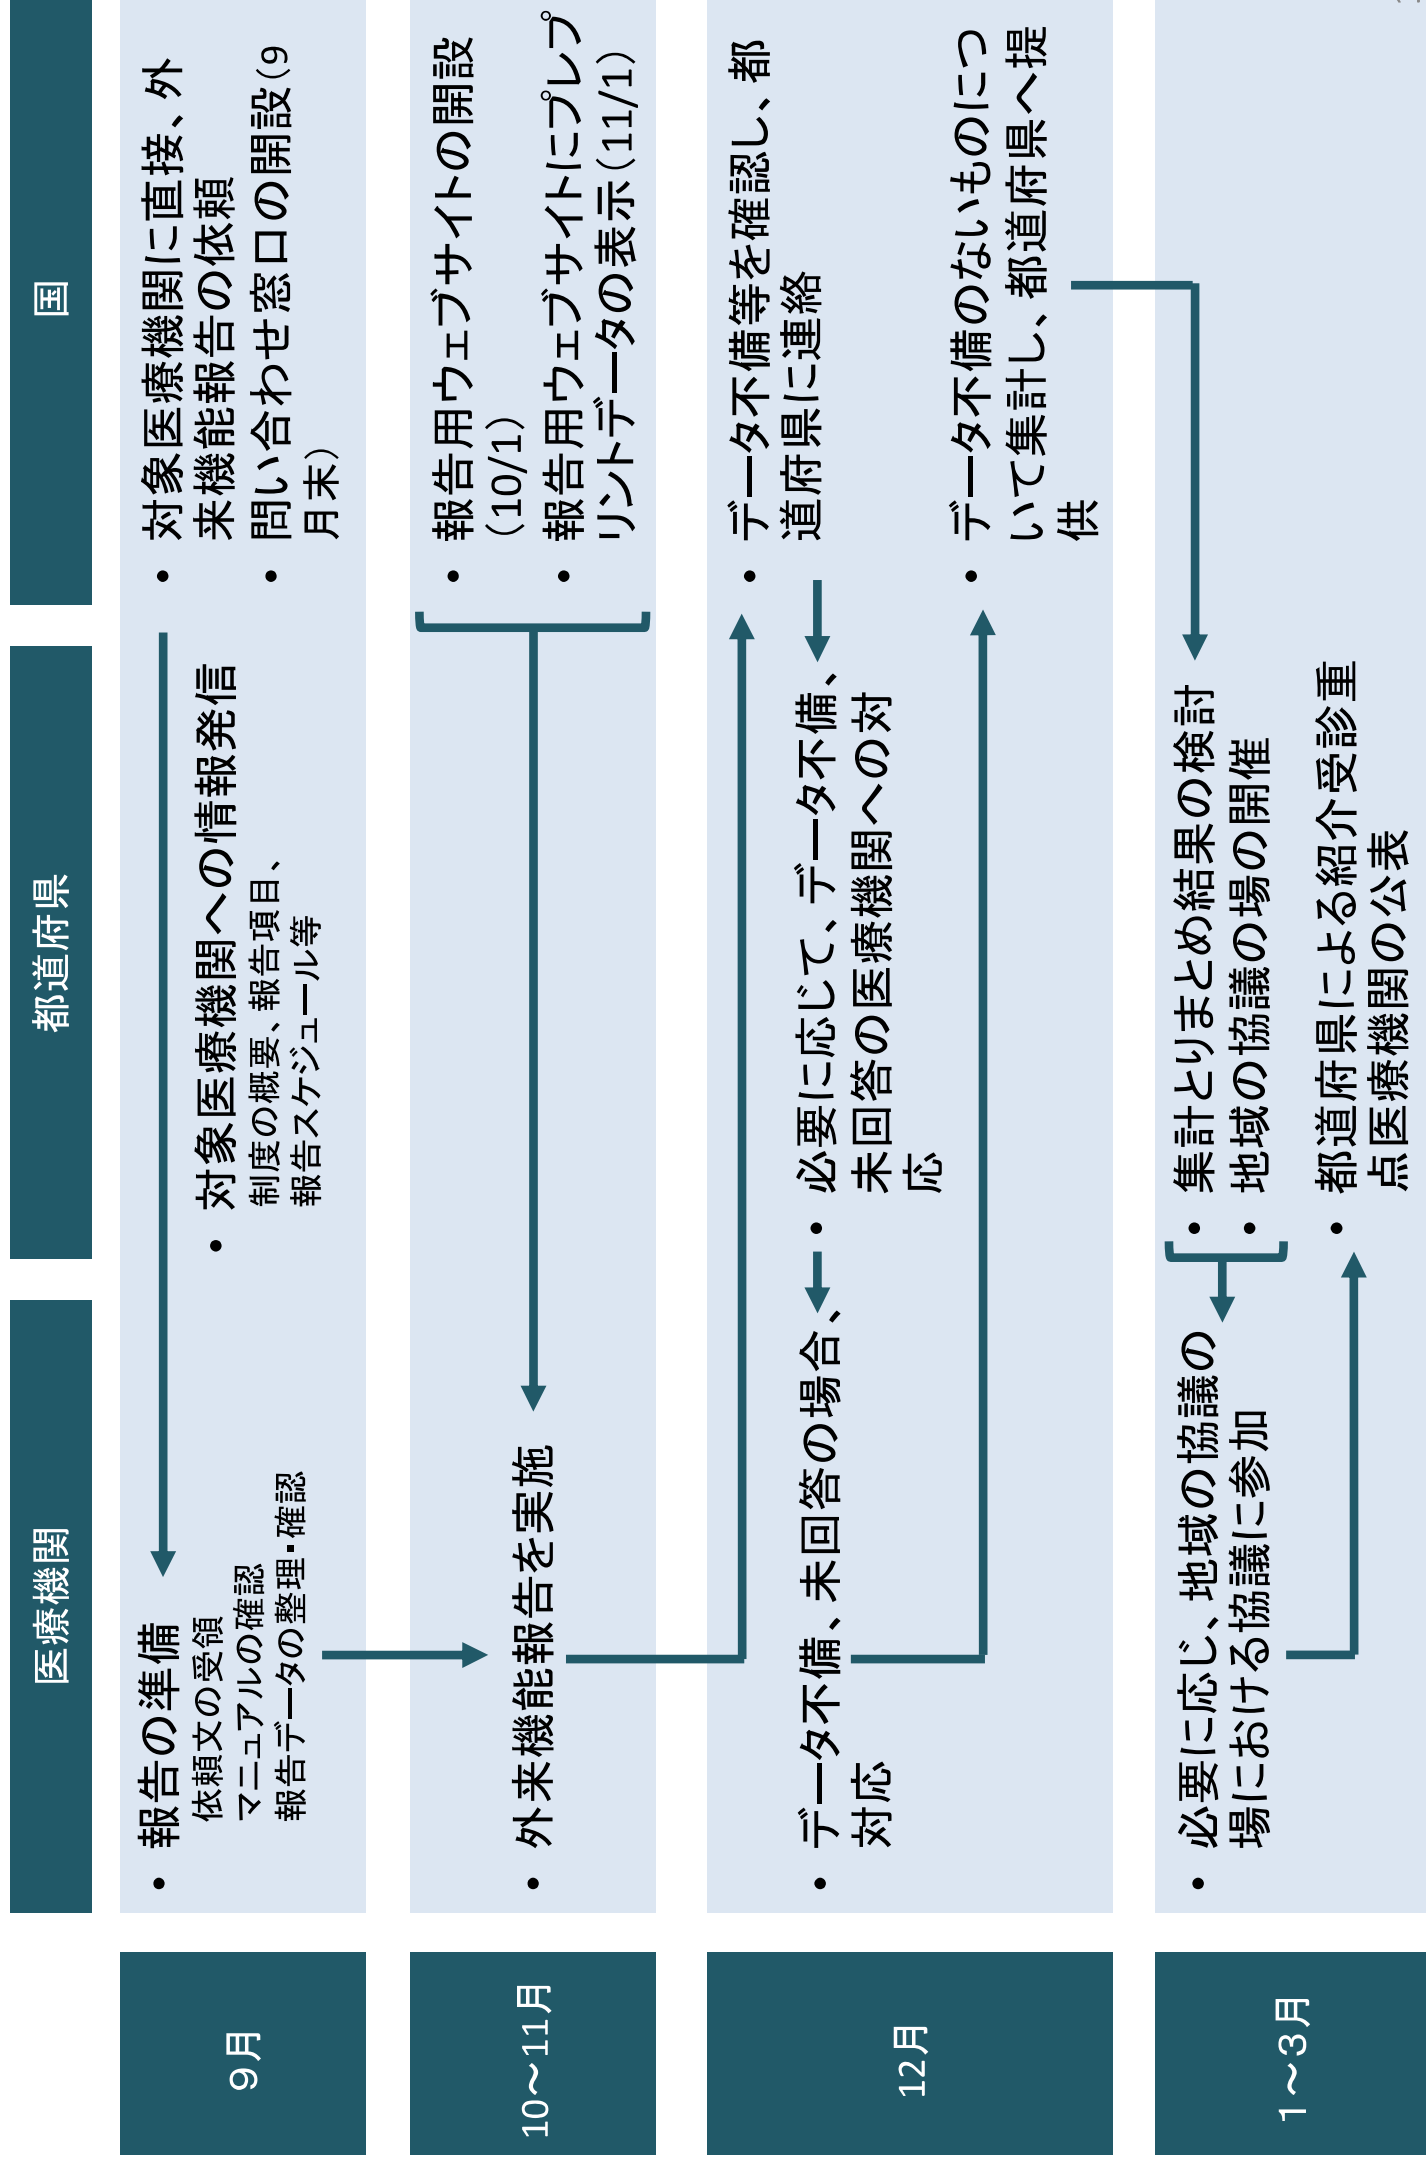 医療機関
都道府県
国
９月
• 報告の準備
依頼文の受領
マニュアルの確認
報告データの整理・確認
• 対象医療機関への情報発信
制度の概要、報告項目、
報告スケジュール等
• 対象医療機関に直接、外
来機能報告の依頼
• 問い合わせ窓口の開設（9
月末）
10～11月
• 外来機能報告を実施
• 報告用ウェブサイトの開設
（10/1）
• 報告用ウェブサイトにプレプ
リントデータの表示（11/1）
12月
• データ不備、未回答の場合、
対応
• 必要に応じて、データ不備、
未回答の医療機関への対
応
• データ不備等を確認し、都
道府県に連絡
• データ不備のないものにつ
いて集計し、都道府県へ提
供
１～３月
• 必要に応じ、地域の協議の
場における協議に参加
• 集計とりまとめ結果の検討
• 地域の協議の場の開催
• 都道府県による紹介受診重
点医療機関の公表